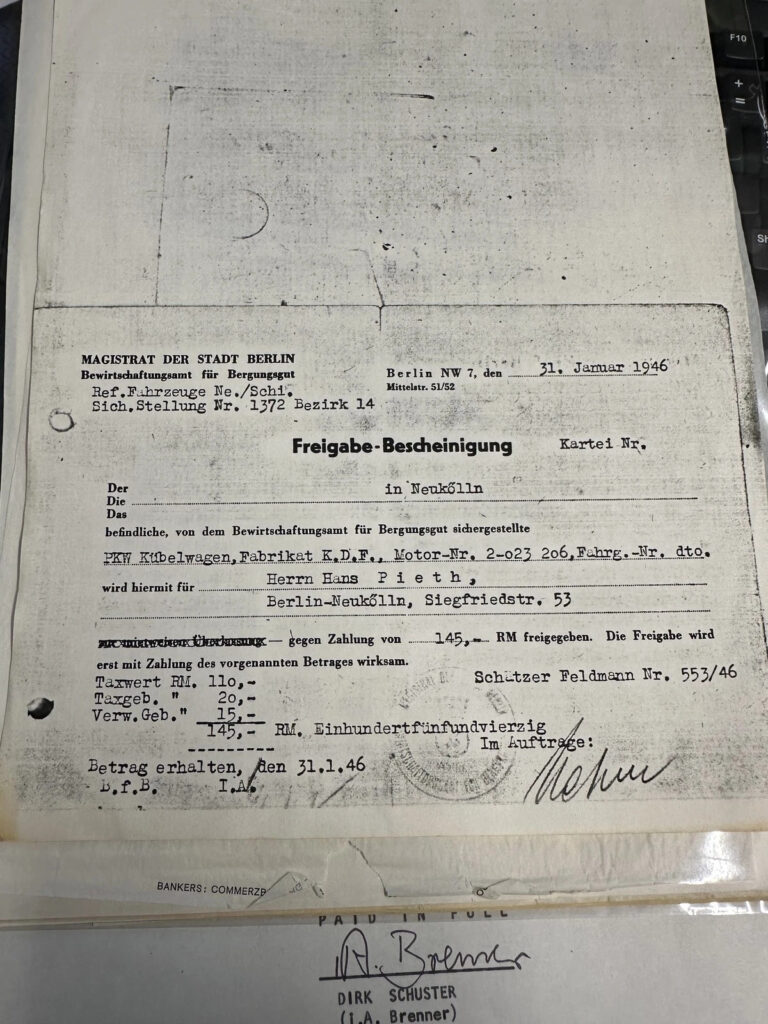 F10
+
=
Sh
MAGISTRAT DER STADT BERLIN
Bewirtschaftungsamt für Bergungsgut
Ref.Fahrzeuge Ne./Schi.
Sich.Stellung Nr. 1372 Bezirk 14
Berlin NW 7, den 31. Januar 1946
Mittelstr. 51/52
Freigabe-Bescheinigung Kartei Nr.
Der
Die in Neukölln
Das
befindliche, von dem Bewirtschaftungsamt für Bergungsgut sichergestellte
PKW Kübelwagen, Fabrikat K.D.F., Motor-Nr. 2-023 206, Fahrg.-Nr. dto.
wird hiermit für Herrn Hans P i e t h ,
Berlin-Neukölln, Siegfriedstr. 53
— gegen Zahlung von 145,- RM freigegeben. Die Freigabe wird
erst mit Zahlung des vorgenannten Betrages wirksam.
Schätzer Feldmann Nr. 553/46
Taxwert RM. 110,-
Taxgeb. " 20,-
Verw.Geb." 15,-
145,- RM. Einhundertfünfundvierzig
Im Auftrage:
Betrag erhalten, den 31.1.46
B.f.B. I.A.
BANKERS: COMMERZB
PAID IN FULL
A. Brenner
DIRK SCHUSTER
(i.A. Brenner)